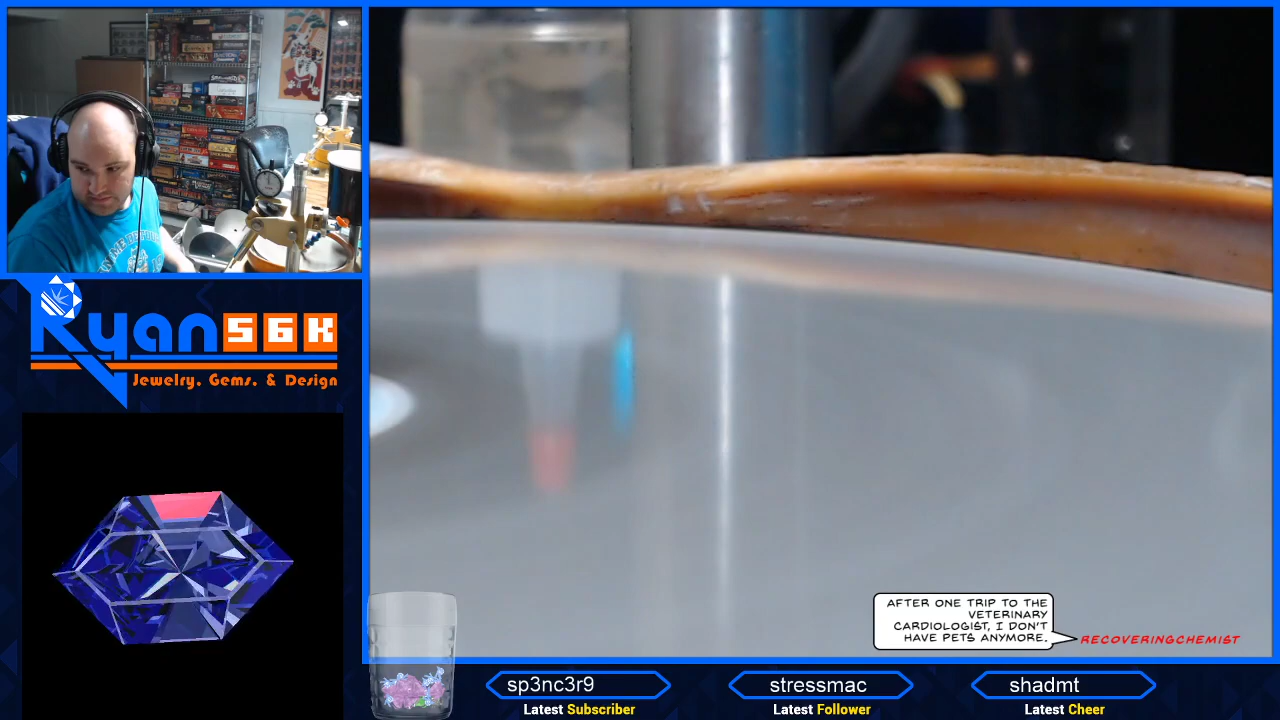 Ryan S6K
Jewelry, Gems, & Design
AFTER ONE TRIP TO THE
VETERINARY
CARDIOLOGIST, I DON'T
HAVE PETS ANYMORE.
RECOVERINGCHEMIST
sp3nc3r9
Latest Subscriber
stressmac
Latest Follower
shadmt
Latest Cheer